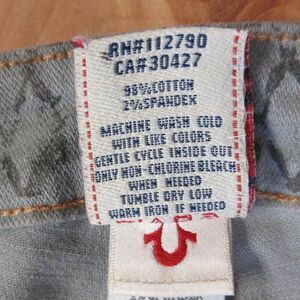 RN#112790
CA#30427
98%COTTON
2%SPANDEX
MACHINE WASH COLD
WITH LIKE COLORS
GENTLE CYCLE INSIDE OUT
ONLY NON-CHLORINE BLEACH
WHEN NEEDED
TUMBLE DRY LOW
WARM IRON IF NEEDED